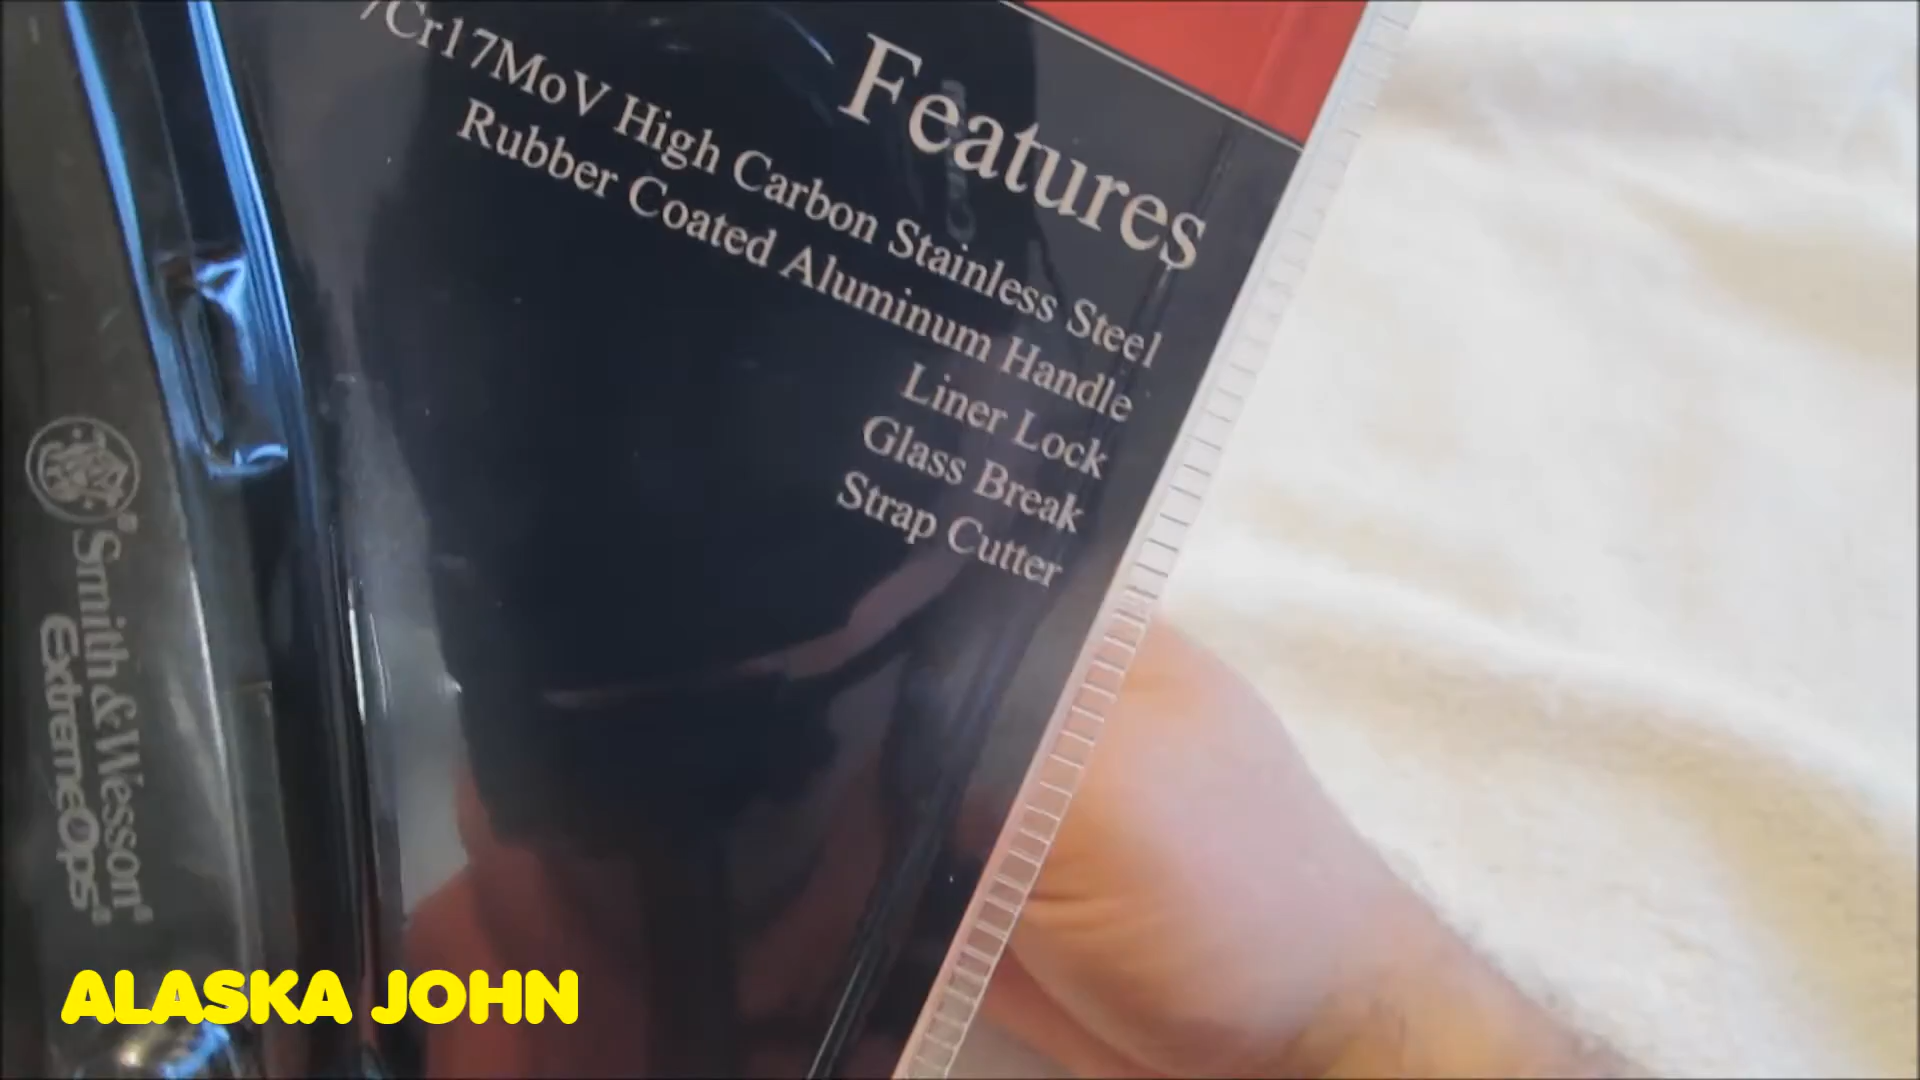 Features
7Cr17MoV High Carbon Stainless Steel
Rubber Coated Aluminum Handle
Liner Lock
Glass Break
Strap Cutter
Smith & Wesson®
ExtremeOps®
ALASKA JOHN